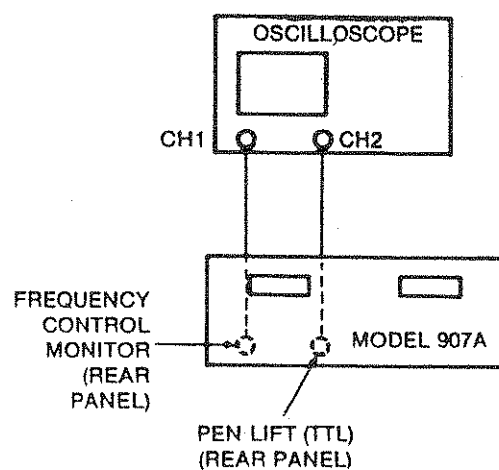 OSCILLOSCOPE
CH1
CH2
FREQUENCY
CONTROL
MONITOR
(REAR
PANEL)
MODEL 907A
PEN LIFT (TTL)
(REAR PANEL)